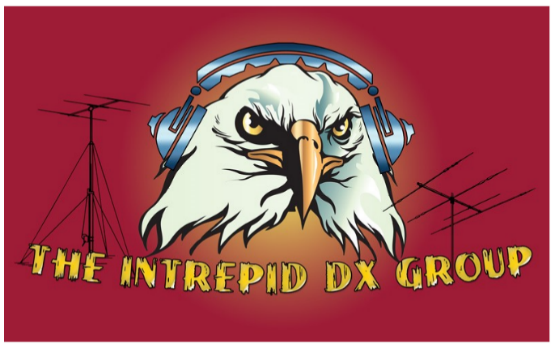 THE INTREPID DX GROUP